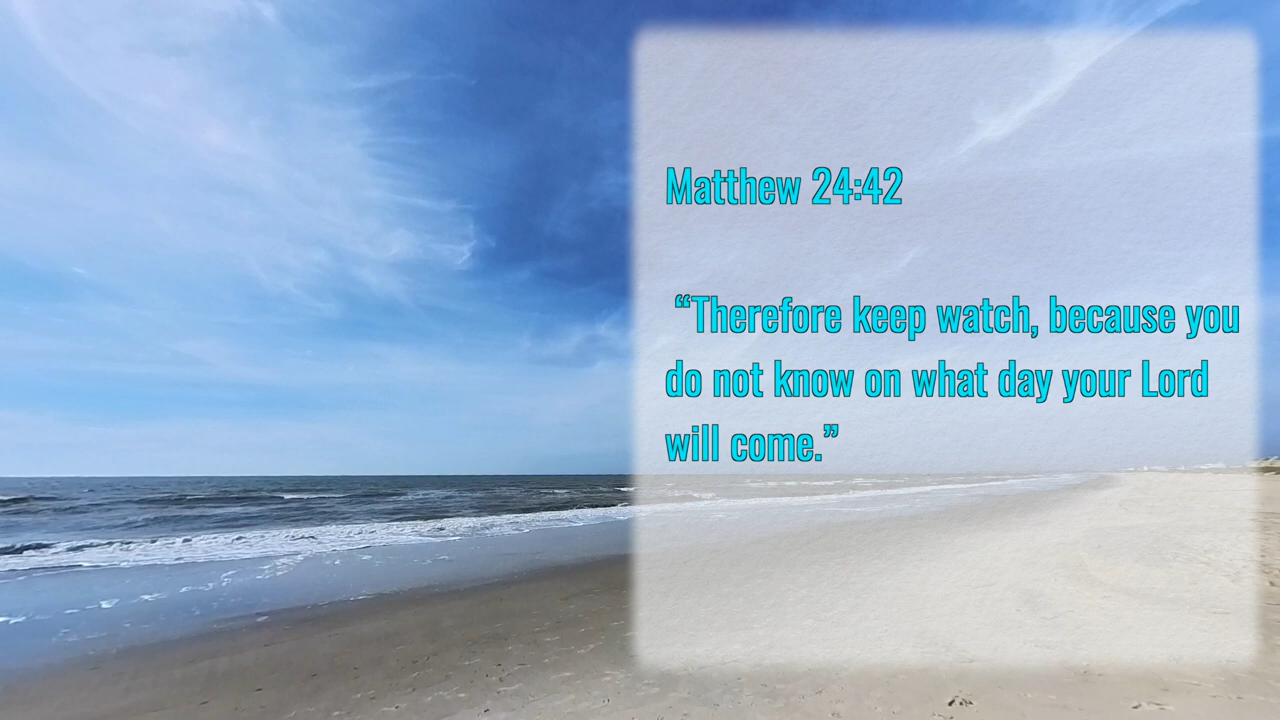 Matthew 24:42
“Therefore keep watch, because you
do not know on what day your Lord
will come.”